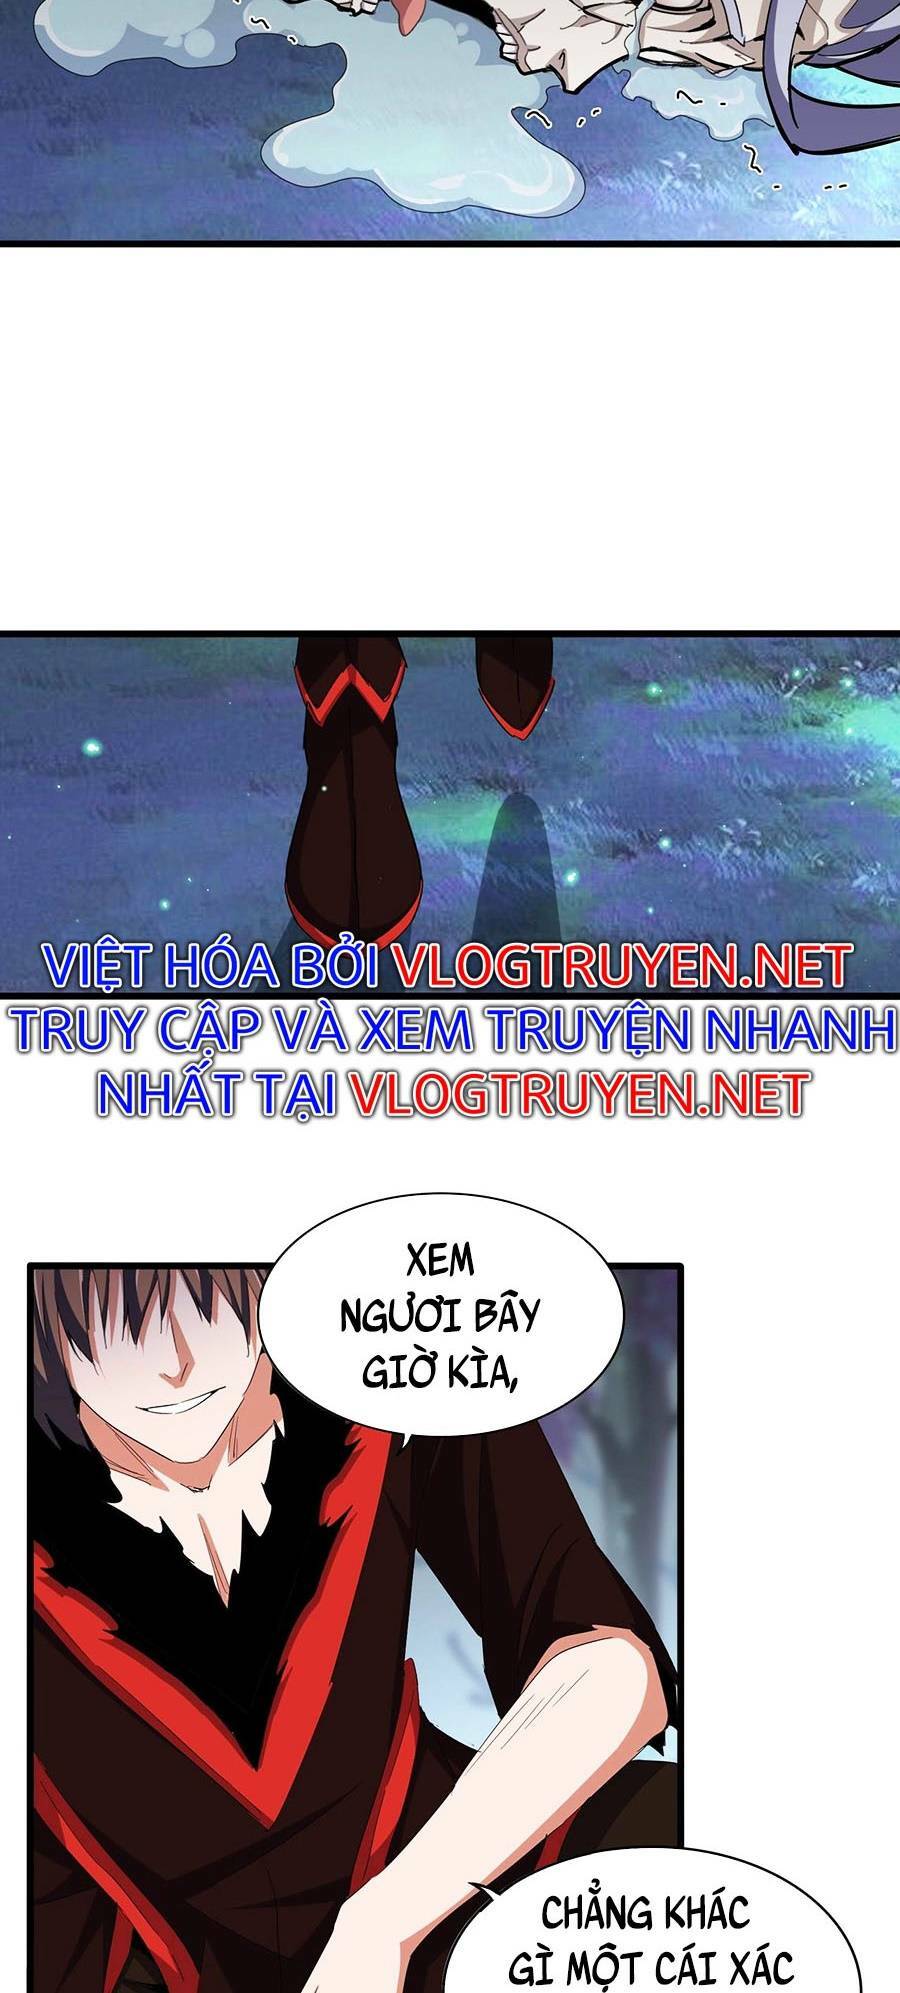 VIỆT HÓA BỞI VLOGTRUYEN.NET
TRUY CẬP VÀ XEM TRUYỆN NHANH
NHẤT TẠI VLOGTRUYEN.NET
XEM
NGƯƠI BÂY
GIỜ KÌA,
CHẲNG KHÁC
GÌ MỘT CÁI XÁC